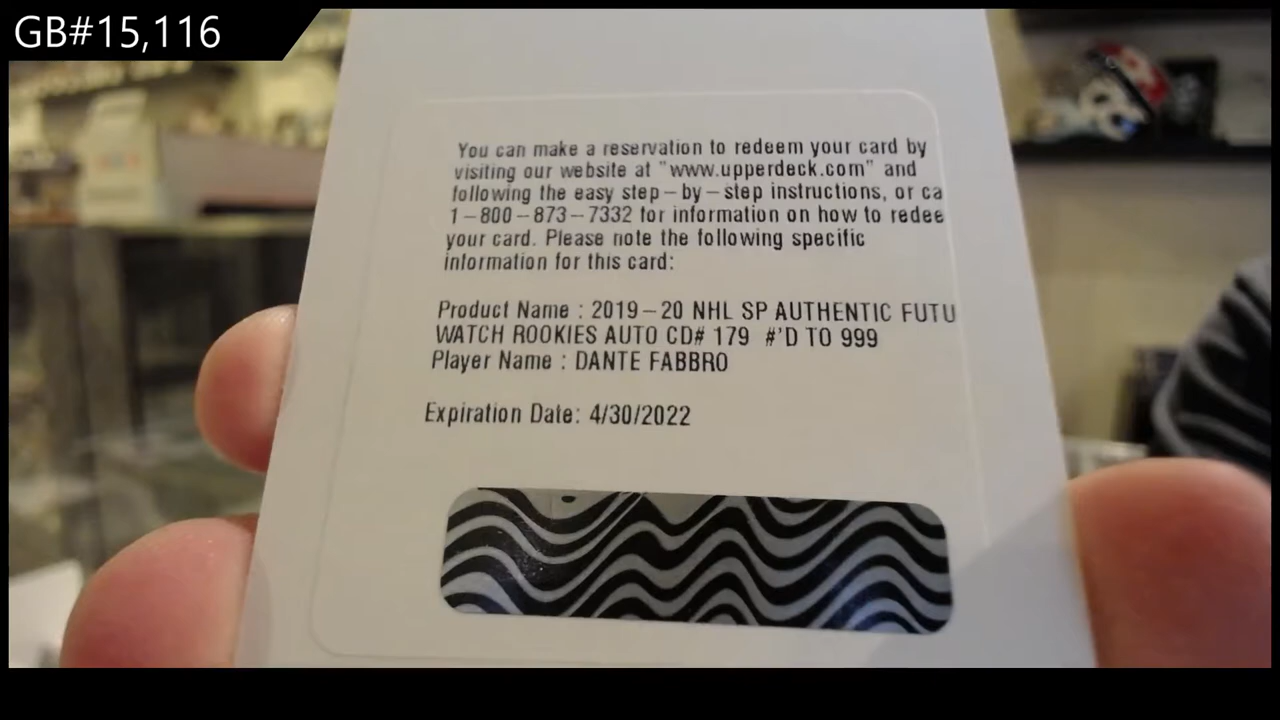 GB#15,116
You can make a reservation to redeem your card by
visiting our website at "www.upperdeck.com" and
following the easy step-by-step instructions, or ca
1-800-873-7332 for information on how to redee
your card. Please note the following specific
information for this card:
Product Name : 2019-20 NHL SP AUTHENTIC FUTU
WATCH ROOKIES AUTO CD# 179 #'D TO 999
Player Name : DANTE FABBRO
Expiration Date: 4/30/2022